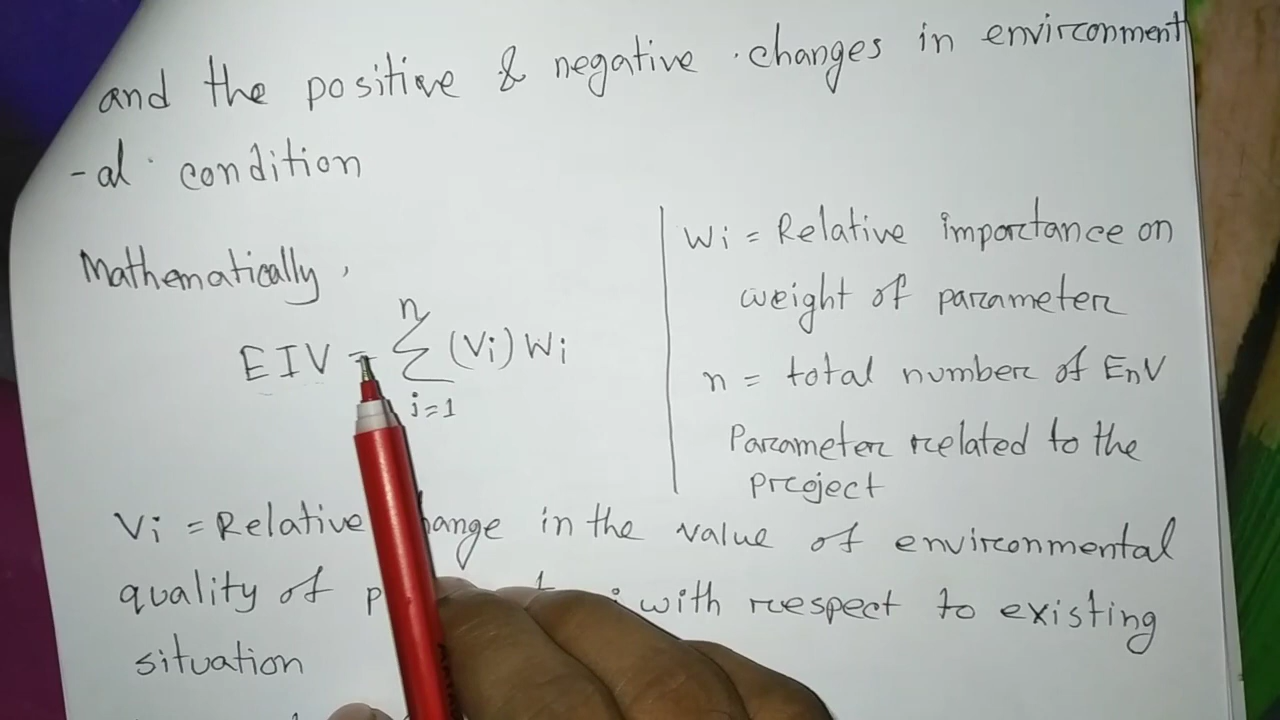 and the positive & negative changes in environment
-al condition
Mathematically,
EIV = n Σ i=1 (Vi) Wi
Wi = Relative importance on
weight of parameter
n = total number of Env
Parameter related to the
project
Vi = Relative change in the value of environmental
quality of i with respect to existing
situation